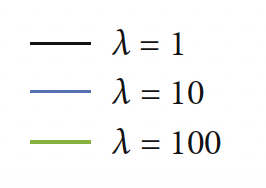 λ = 1
λ = 10
λ = 100